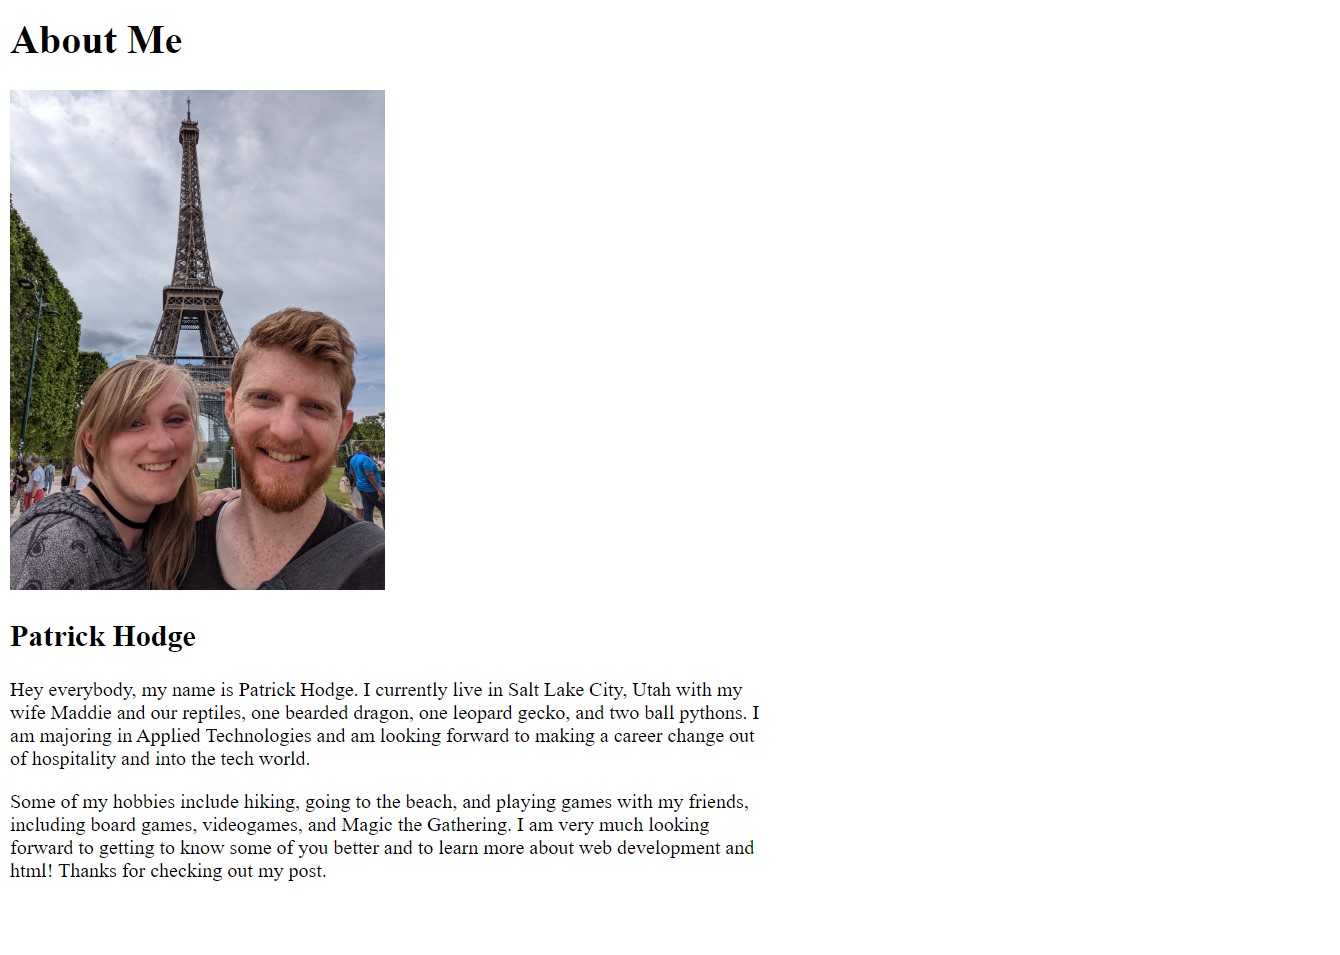 About Me
Patrick Hodge
Hey everybody, my name is Patrick Hodge. I currently live in Salt Lake City, Utah with my
wife Maddie and our reptiles, one bearded dragon, one leopard gecko, and two ball pythons. I
am majoring in Applied Technologies and am looking forward to making a career change out
of hospitality and into the tech world.
Some of my hobbies include hiking, going to the beach, and playing games with my friends,
including board games, videogames, and Magic the Gathering. I am very much looking
forward to getting to know some of you better and to learn more about web development and
html! Thanks for checking out my post.